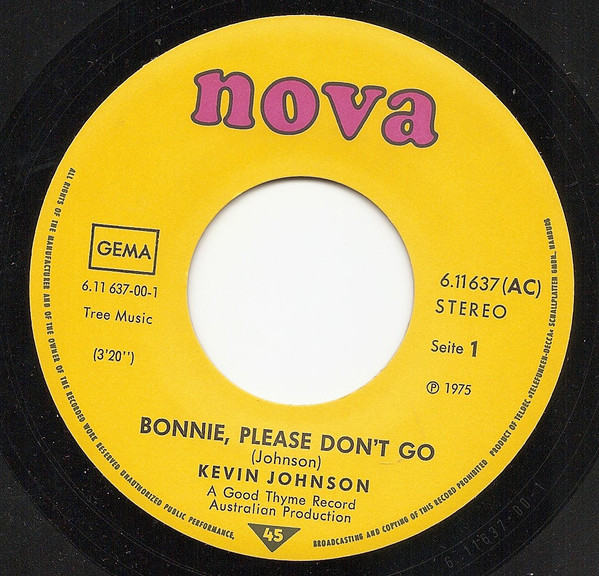 nova
GEMA
6.11 637-00-1
Tree Music
(3'20'')
6.11637 (AC)
STEREO
Seite 1
℗ 1975
BONNIE, PLEASE DON'T GO
(Johnson)
KEVIN JOHNSON
A Good Thyme Record
Australian Production
45
ALL RIGHTS OF THE MANUFACTURER AND OF THE OWNER OF THE RECORDED WORK RESERVED UNAUTHORIZED PUBLIC PERFORMANCE,
BROADCASTING AND COPYING OF THIS RECORD PROHIBITED PRODUCT OF TELDEC »TELEFUNKEN-DECCA« SCHALLPLATTEN GMBH., HAMBURG
6.11637-00-1